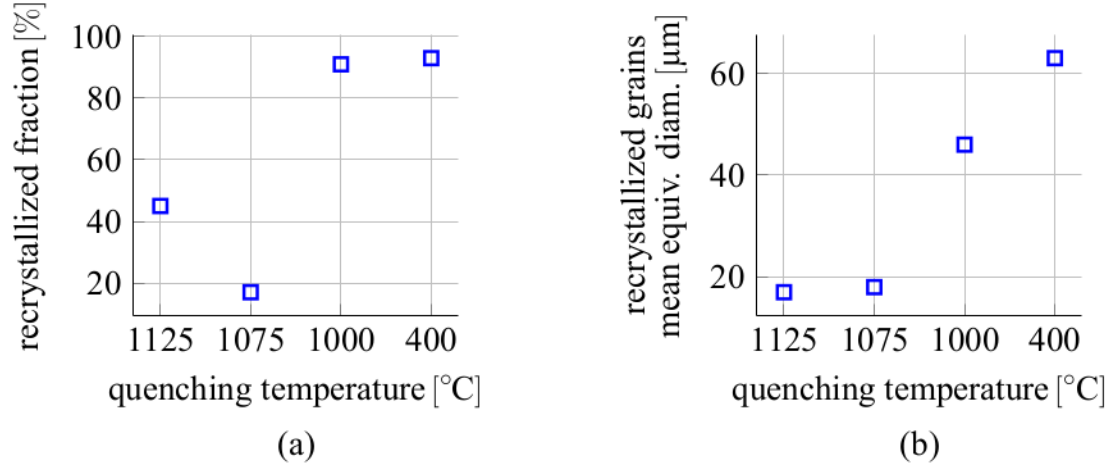 recrystallized fraction [%]
100
80
60
40
20
1125 1075 1000 400
quenching temperature [°C]
(a)
recrystallized grains
mean equiv. diam. [μm]
60
40
20
1125 1075 1000 400
quenching temperature [°C]
(b)